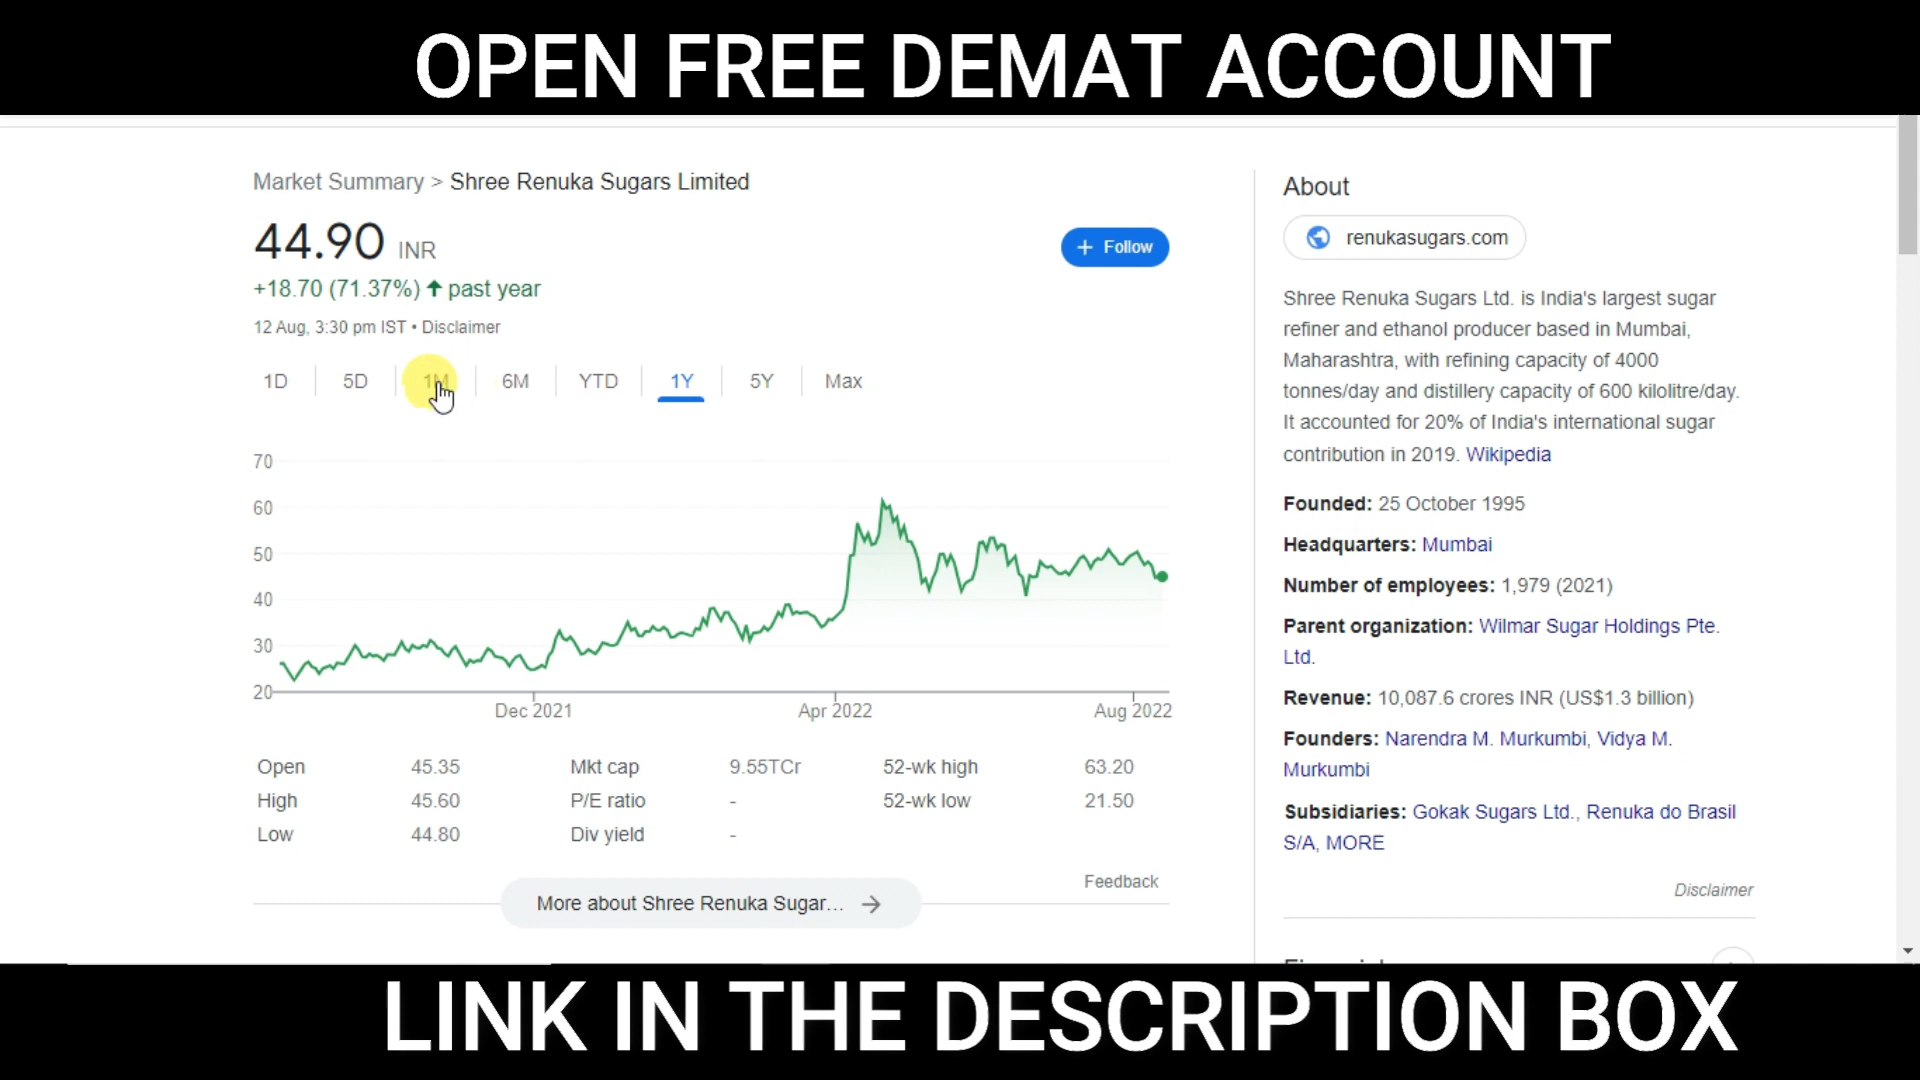 OPEN FREE DEMAT ACCOUNT
Market Summary > Shree Renuka Sugars Limited
44.90 INR
+ Follow
+18.70 (71.37%) ↑ past year
12 Aug, 3:30 pm IST • Disclaimer
1D 5D 1M 6M YTD 1Y 5Y Max
70
60
50
40
30
20
Dec 2021 Apr 2022 Aug 2022
Open 45.35 Mkt cap 9.55TCr 52-wk high 63.20
High 45.60 P/E ratio - 52-wk low 21.50
Low 44.80 Div yield -
Feedback
More about Shree Renuka Sugar... →
About
renukasugars.com
Shree Renuka Sugars Ltd. is India's largest sugar
refiner and ethanol producer based in Mumbai,
Maharashtra, with refining capacity of 4000
tonnes/day and distillery capacity of 600 kilolitre/day.
It accounted for 20% of India's international sugar
contribution in 2019. Wikipedia
Founded: 25 October 1995
Headquarters: Mumbai
Number of employees: 1,979 (2021)
Parent organization: Wilmar Sugar Holdings Pte.
Ltd.
Revenue: 10,087.6 crores INR (US$1.3 billion)
Founders: Narendra M. Murkumbi, Vidya M.
Murkumbi
Subsidiaries: Gokak Sugars Ltd., Renuka do Brasil
S/A, MORE
Disclaimer
LINK IN THE DESCRIPTION BOX